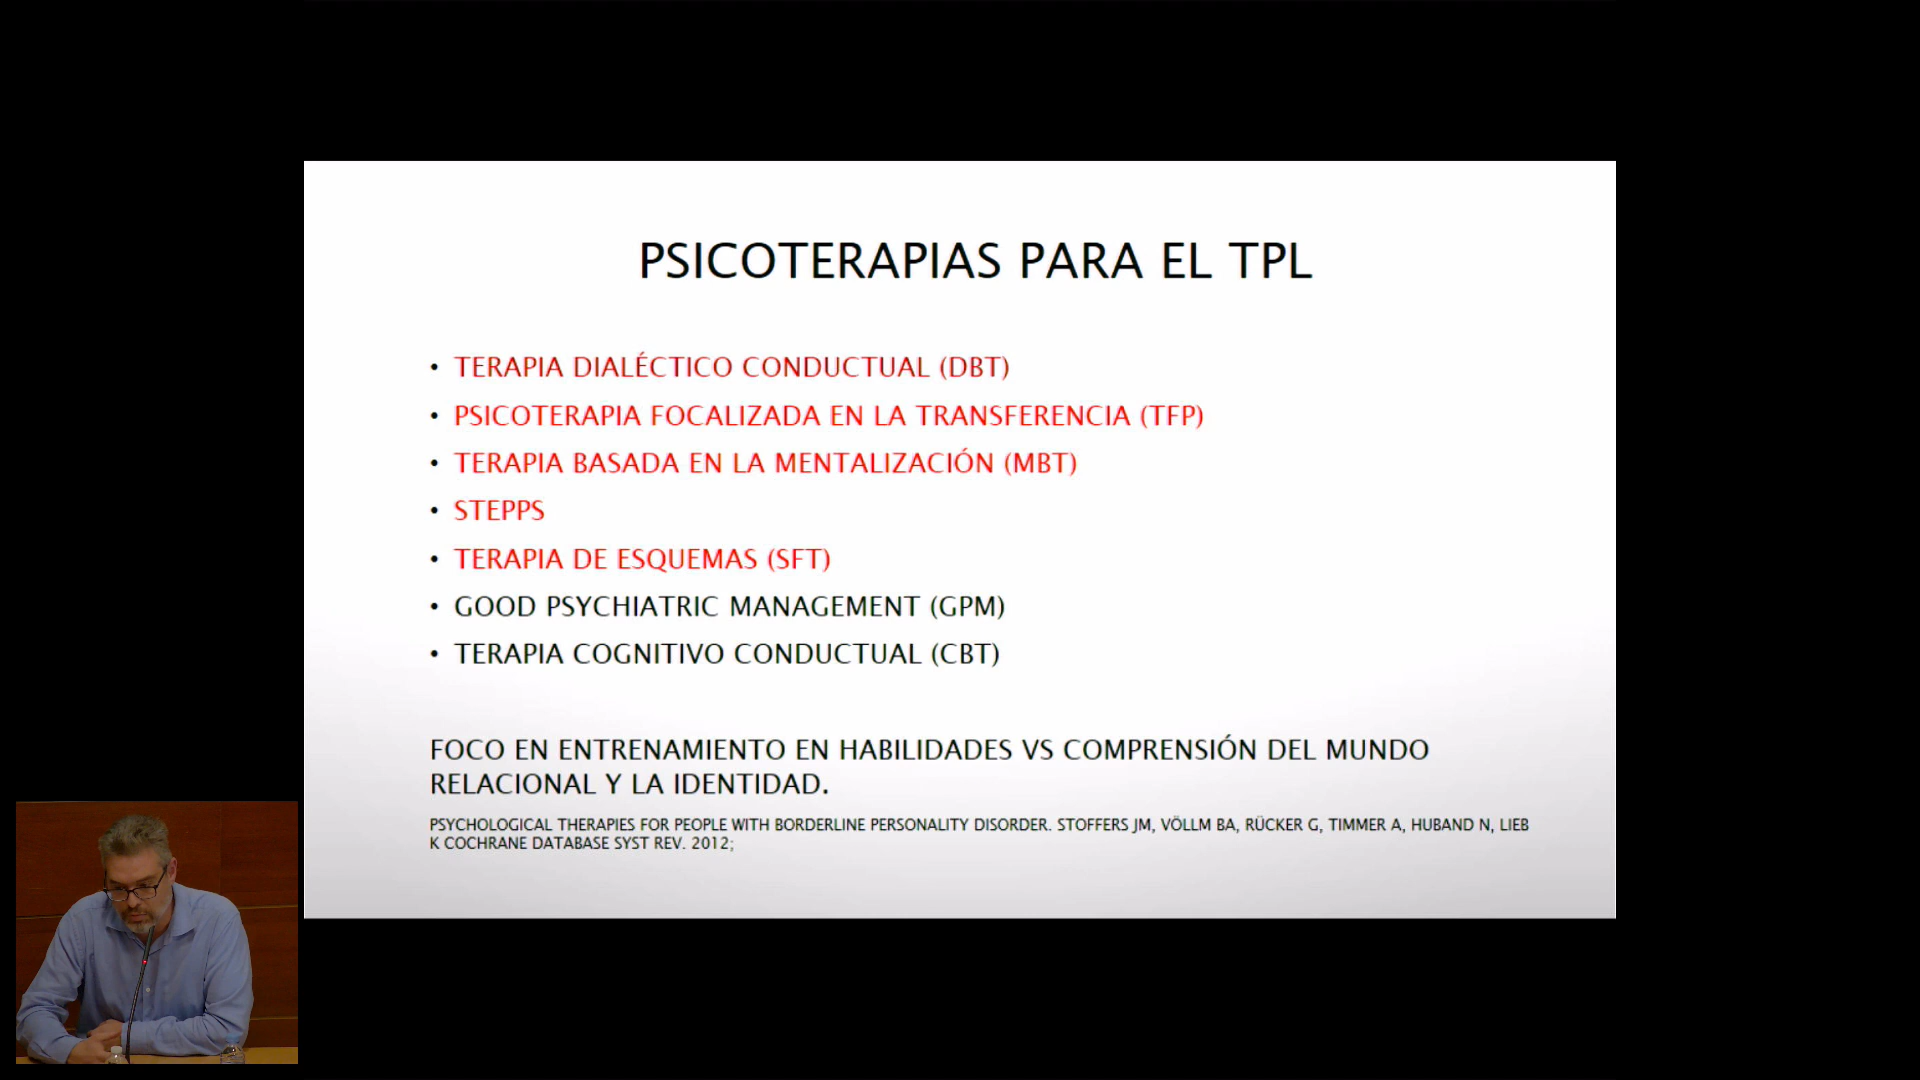 PSICOTERAPIAS PARA EL TPL
• TERAPIA DIALÉCTICO CONDUCTUAL (DBT)
• PSICOTERAPIA FOCALIZADA EN LA TRANSFERENCIA (TFP)
• TERAPIA BASADA EN LA MENTALIZACIÓN (MBT)
• STEPPS
• TERAPIA DE ESQUEMAS (SFT)
• GOOD PSYCHIATRIC MANAGEMENT (GPM)
• TERAPIA COGNITIVO CONDUCTUAL (CBT)
FOCO EN ENTRENAMIENTO EN HABILIDADES VS COMPRENSIÓN DEL MUNDO
RELACIONAL Y LA IDENTIDAD.
PSYCHOLOGICAL THERAPIES FOR PEOPLE WITH BORDERLINE PERSONALITY DISORDER. STOFFERS JM, VÖLLM BA, RÜCKER G, TIMMER A, HUBAND N, LIEB
K COCHRANE DATABASE SYST REV. 2012;